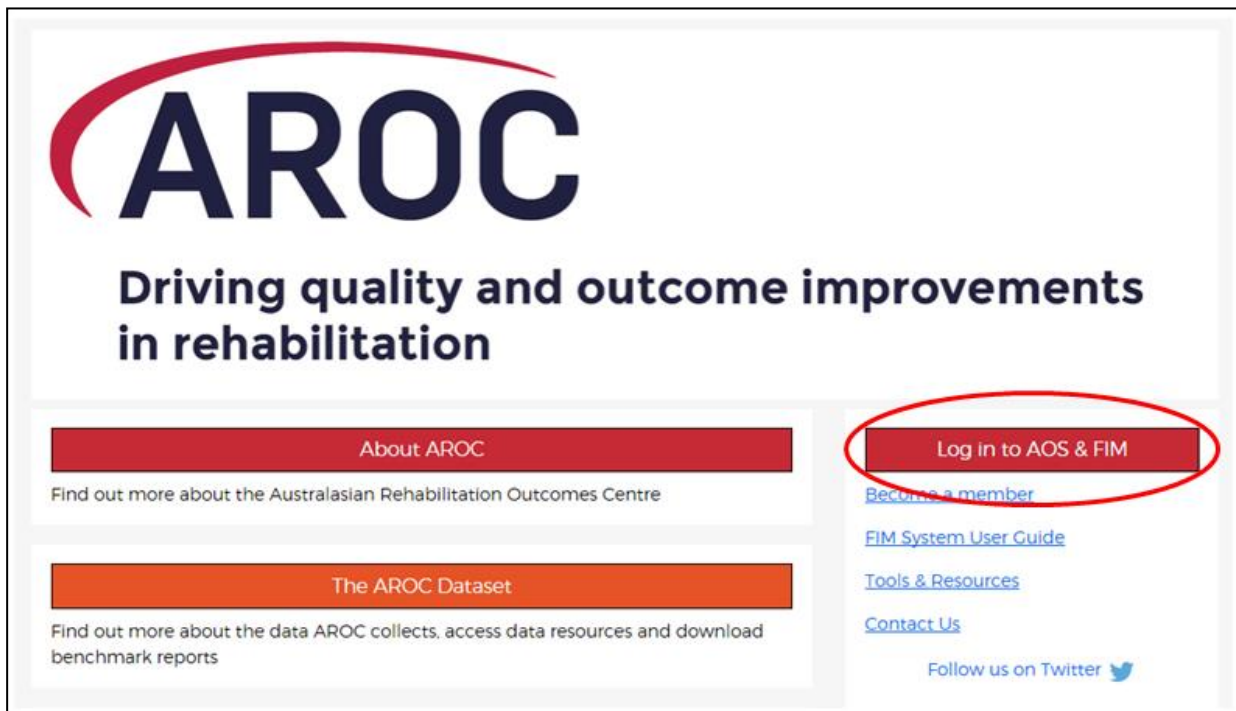 AROC
Driving quality and outcome improvements
in rehabilitation
About AROC
Find out more about the Australasian Rehabilitation Outcomes Centre
The AROC Dataset
Find out more about the data AROC collects, access data resources and download
benchmark reports
Log in to AOS & FIM
Become a member
FIM System User Guide
Tools & Resources
Contact Us
Follow us on Twitter